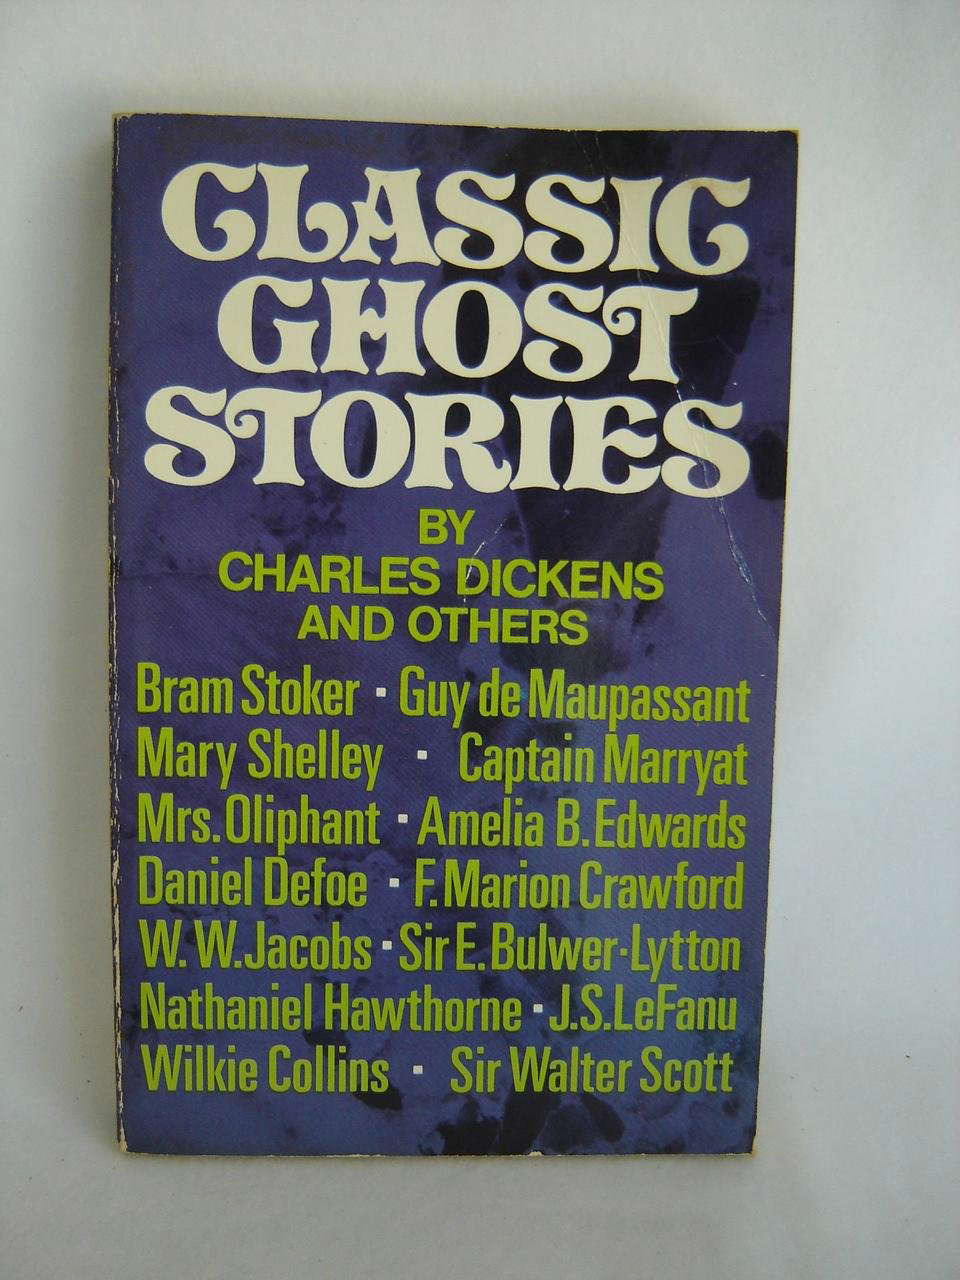 CLASSIC
GHOST
STORIES
BY
CHARLES DICKENS
AND OTHERS
Bram Stoker ▪ Guy de Maupassant
Mary Shelley ▪ Captain Marryat
Mrs. Oliphant ▪ Amelia B. Edwards
Daniel Defoe ▪ F. Marion Crawford
W. W. Jacobs ▪ Sir E. Bulwer-Lytton
Nathaniel Hawthorne ▪ J.S. LeFanu
Wilkie Collins ▪ Sir Walter Scott